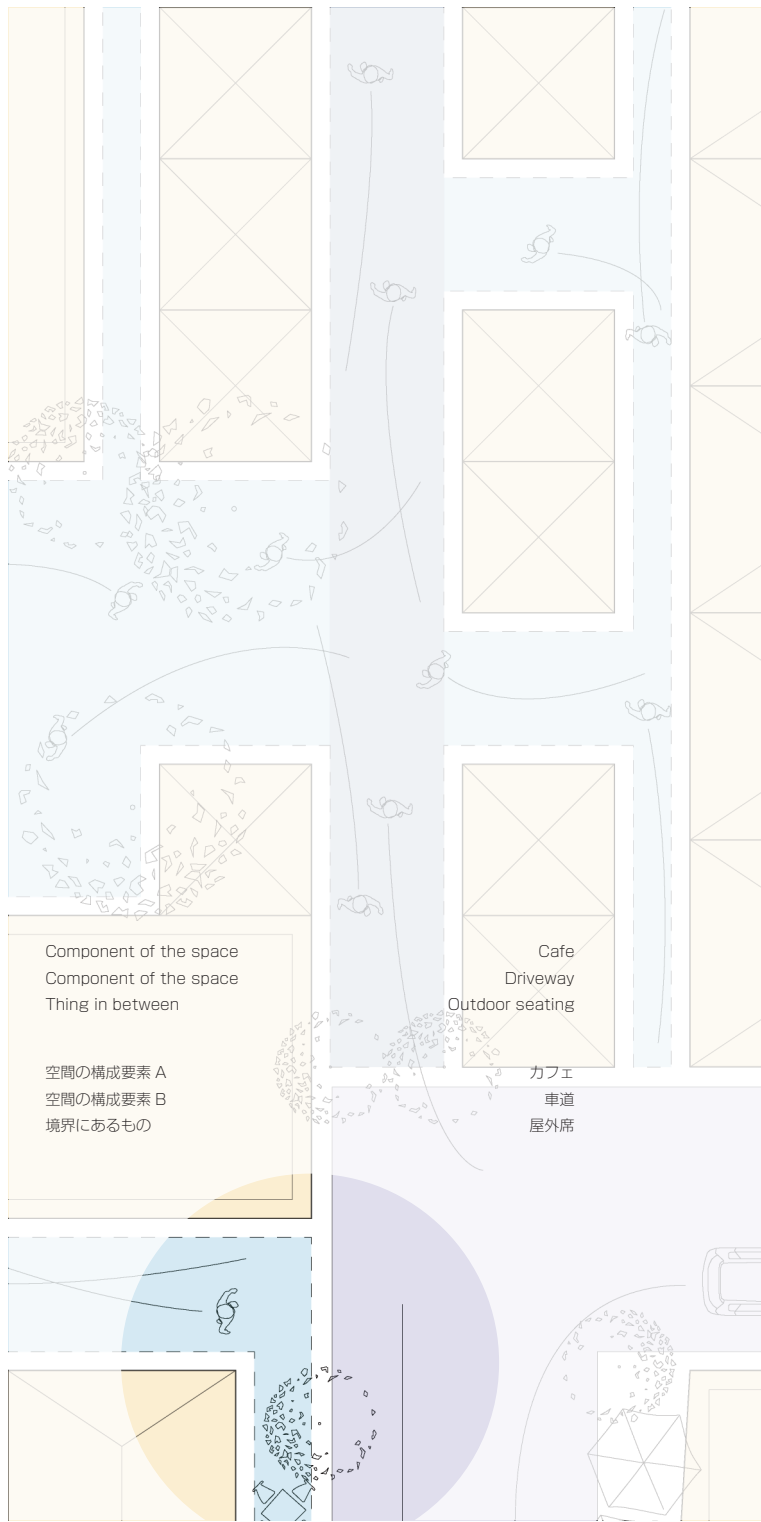 Component of the space Cafe
Component of the space Driveway
Thing in between Outdoor seating
空間の構成要素 A カフェ
空間の構成要素 B 車道
境界にあるもの 屋外席